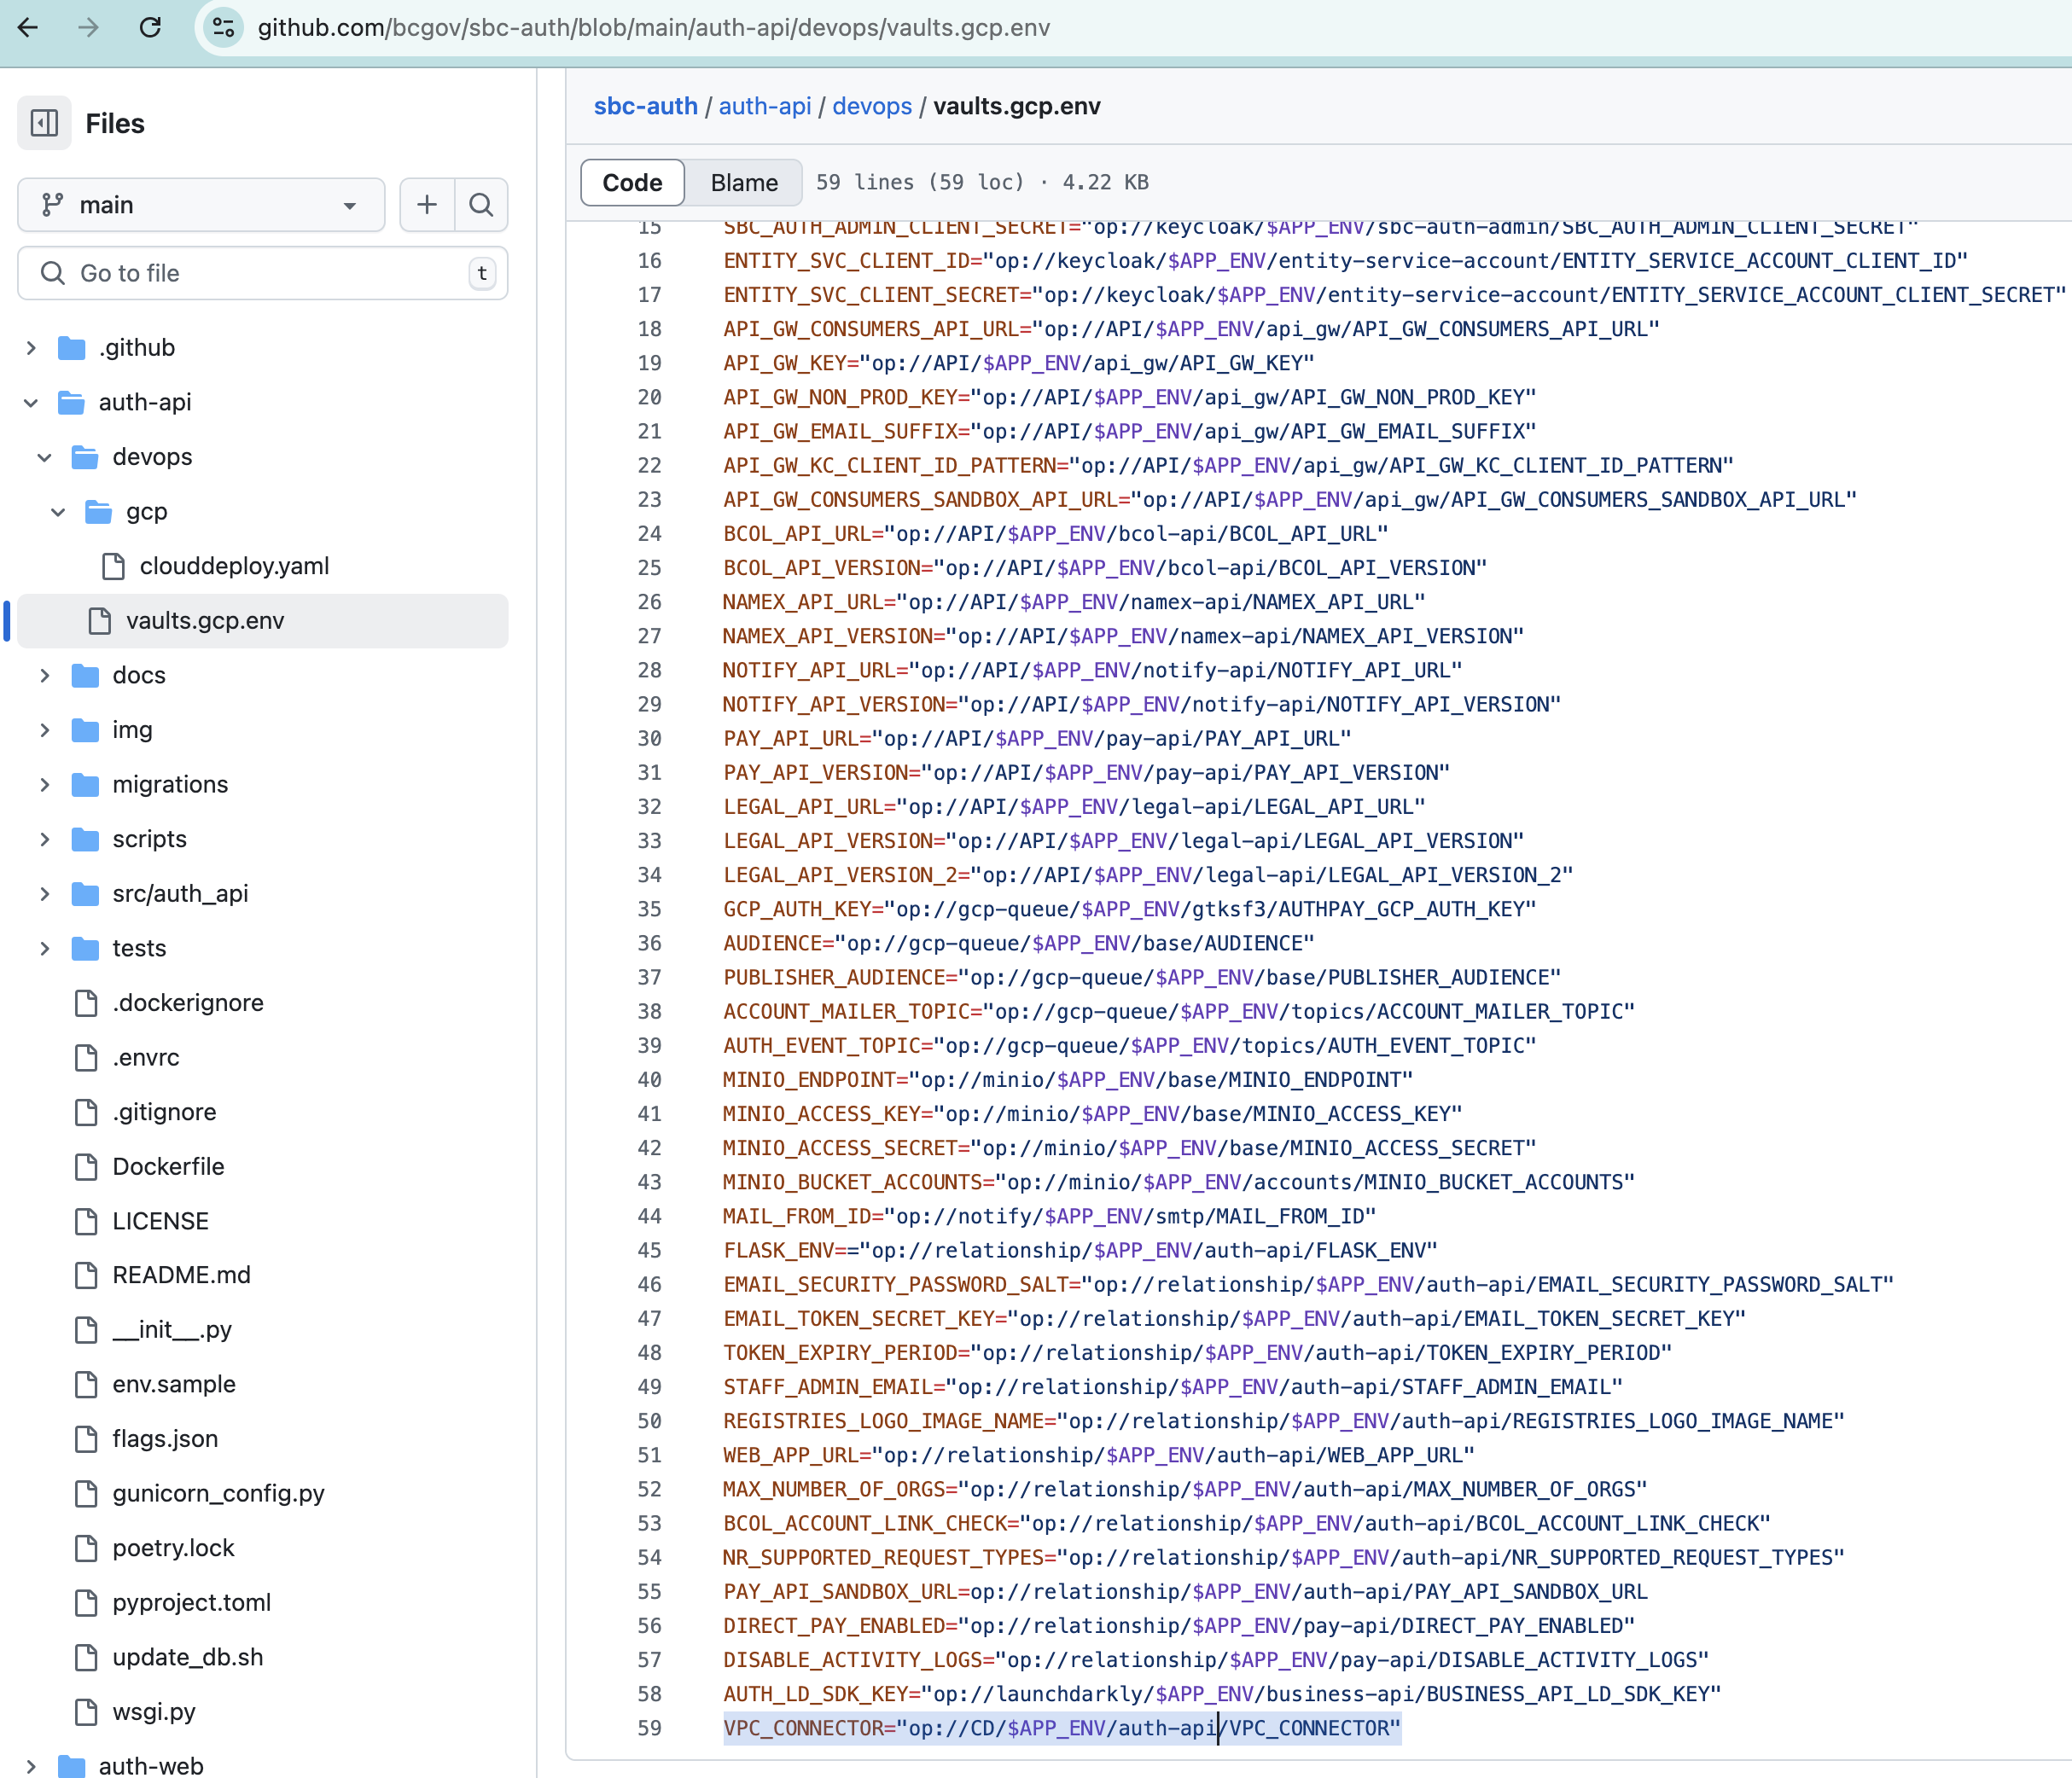 github.com/bcgov/sbc-auth/blob/main/auth-api/devops/vaults.gcp.env
Files
main
Go to file
t
.github
auth-api
devops
gcp
clouddeploy.yaml
vaults.gcp.env
docs
img
migrations
scripts
src/auth_api
tests
.dockerignore
.envrc
.gitignore
Dockerfile
LICENSE
README.md
__init__.py
env.sample
flags.json
gunicorn_config.py
poetry.lock
pyproject.toml
update_db.sh
wsgi.py
auth-web
sbc-auth / auth-api / devops / vaults.gcp.env
Code Blame 59 lines (59 loc) · 4.22 KB
15 SBC_AUTH_ADMIN_CLIENT_SECRET="op://keycloak/$APP_ENV/sbc-auth-admin/SBC_AUTH_ADMIN_CLIENT_SECRET"
16 ENTITY_SVC_CLIENT_ID="op://keycloak/$APP_ENV/entity-service-account/ENTITY_SERVICE_ACCOUNT_CLIENT_ID"
17 ENTITY_SVC_CLIENT_SECRET="op://keycloak/$APP_ENV/entity-service-account/ENTITY_SERVICE_ACCOUNT_CLIENT_SECRET"
18 API_GW_CONSUMERS_API_URL="op://API/$APP_ENV/api_gw/API_GW_CONSUMERS_API_URL"
19 API_GW_KEY="op://API/$APP_ENV/api_gw/API_GW_KEY"
20 API_GW_NON_PROD_KEY="op://API/$APP_ENV/api_gw/API_GW_NON_PROD_KEY"
21 API_GW_EMAIL_SUFFIX="op://API/$APP_ENV/api_gw/API_GW_EMAIL_SUFFIX"
22 API_GW_KC_CLIENT_ID_PATTERN="op://API/$APP_ENV/api_gw/API_GW_KC_CLIENT_ID_PATTERN"
23 API_GW_CONSUMERS_SANDBOX_API_URL="op://API/$APP_ENV/api_gw/API_GW_CONSUMERS_SANDBOX_API_URL"
24 BCOL_API_URL="op://API/$APP_ENV/bcol-api/BCOL_API_URL"
25 BCOL_API_VERSION="op://API/$APP_ENV/bcol-api/BCOL_API_VERSION"
26 NAMEX_API_URL="op://API/$APP_ENV/namex-api/NAMEX_API_URL"
27 NAMEX_API_VERSION="op://API/$APP_ENV/namex-api/NAMEX_API_VERSION"
28 NOTIFY_API_URL="op://API/$APP_ENV/notify-api/NOTIFY_API_URL"
29 NOTIFY_API_VERSION="op://API/$APP_ENV/notify-api/NOTIFY_API_VERSION"
30 PAY_API_URL="op://API/$APP_ENV/pay-api/PAY_API_URL"
31 PAY_API_VERSION="op://API/$APP_ENV/pay-api/PAY_API_VERSION"
32 LEGAL_API_URL="op://API/$APP_ENV/legal-api/LEGAL_API_URL"
33 LEGAL_API_VERSION="op://API/$APP_ENV/legal-api/LEGAL_API_VERSION"
34 LEGAL_API_VERSION_2="op://API/$APP_ENV/legal-api/LEGAL_API_VERSION_2"
35 GCP_AUTH_KEY="op://gcp-queue/$APP_ENV/gtksf3/AUTHPAY_GCP_AUTH_KEY"
36 AUDIENCE="op://gcp-queue/$APP_ENV/base/AUDIENCE"
37 PUBLISHER_AUDIENCE="op://gcp-queue/$APP_ENV/base/PUBLISHER_AUDIENCE"
38 ACCOUNT_MAILER_TOPIC="op://gcp-queue/$APP_ENV/topics/ACCOUNT_MAILER_TOPIC"
39 AUTH_EVENT_TOPIC="op://gcp-queue/$APP_ENV/topics/AUTH_EVENT_TOPIC"
40 MINIO_ENDPOINT="op://minio/$APP_ENV/base/MINIO_ENDPOINT"
41 MINIO_ACCESS_KEY="op://minio/$APP_ENV/base/MINIO_ACCESS_KEY"
42 MINIO_ACCESS_SECRET="op://minio/$APP_ENV/base/MINIO_ACCESS_SECRET"
43 MINIO_BUCKET_ACCOUNTS="op://minio/$APP_ENV/accounts/MINIO_BUCKET_ACCOUNTS"
44 MAIL_FROM_ID="op://notify/$APP_ENV/smtp/MAIL_FROM_ID"
45 FLASK_ENV=="op://relationship/$APP_ENV/auth-api/FLASK_ENV"
46 EMAIL_SECURITY_PASSWORD_SALT="op://relationship/$APP_ENV/auth-api/EMAIL_SECURITY_PASSWORD_SALT"
47 EMAIL_TOKEN_SECRET_KEY="op://relationship/$APP_ENV/auth-api/EMAIL_TOKEN_SECRET_KEY"
48 TOKEN_EXPIRY_PERIOD="op://relationship/$APP_ENV/auth-api/TOKEN_EXPIRY_PERIOD"
49 STAFF_ADMIN_EMAIL="op://relationship/$APP_ENV/auth-api/STAFF_ADMIN_EMAIL"
50 REGISTRIES_LOGO_IMAGE_NAME="op://relationship/$APP_ENV/auth-api/REGISTRIES_LOGO_IMAGE_NAME"
51 WEB_APP_URL="op://relationship/$APP_ENV/auth-api/WEB_APP_URL"
52 MAX_NUMBER_OF_ORGS="op://relationship/$APP_ENV/auth-api/MAX_NUMBER_OF_ORGS"
53 BCOL_ACCOUNT_LINK_CHECK="op://relationship/$APP_ENV/auth-api/BCOL_ACCOUNT_LINK_CHECK"
54 NR_SUPPORTED_REQUEST_TYPES="op://relationship/$APP_ENV/auth-api/NR_SUPPORTED_REQUEST_TYPES"
55 PAY_API_SANDBOX_URL=op://relationship/$APP_ENV/auth-api/PAY_API_SANDBOX_URL
56 DIRECT_PAY_ENABLED="op://relationship/$APP_ENV/pay-api/DIRECT_PAY_ENABLED"
57 DISABLE_ACTIVITY_LOGS="op://relationship/$APP_ENV/pay-api/DISABLE_ACTIVITY_LOGS"
58 AUTH_LD_SDK_KEY="op://launchdarkly/$APP_ENV/business-api/BUSINESS_API_LD_SDK_KEY"
59 VPC_CONNECTOR="op://CD/$APP_ENV/auth-api/VPC_CONNECTOR"